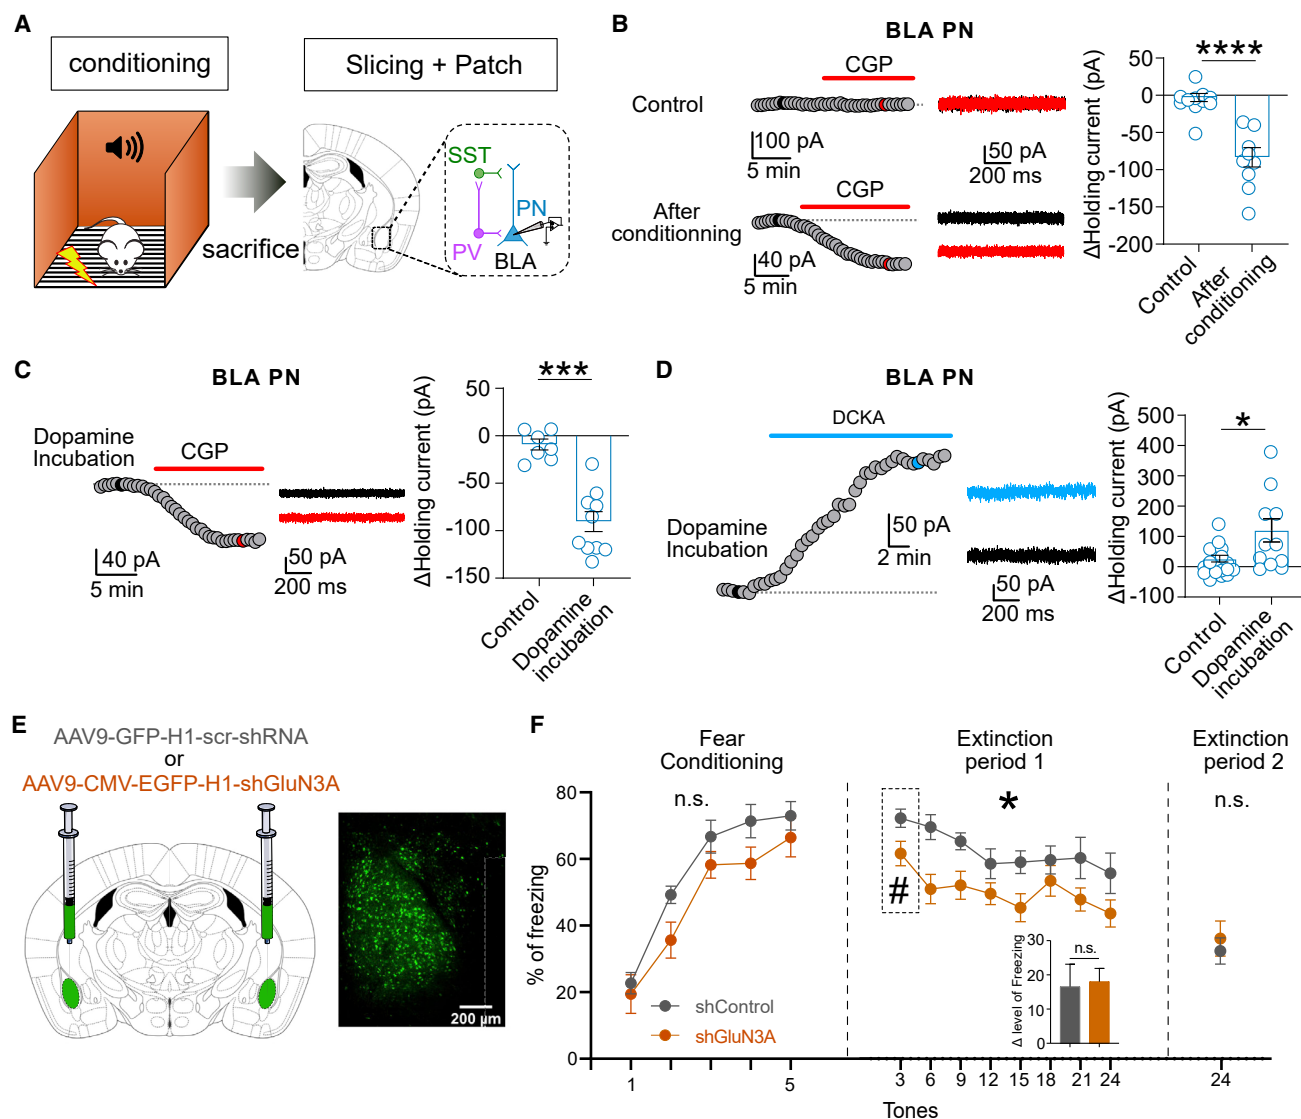 A
conditioning
Slicing + Patch
sacrifice
SST
PN
PV
BLA
B
BLA PN
CGP
Control
100 pA
5 min
50 pA
200 ms
CGP
After
conditionning
40 pA
5 min
****
ΔHolding current (pA)
50
0
-50
-100
-150
-200
Control
After
conditioning
C
BLA PN
Dopamine
Incubation
CGP
40 pA
5 min
50 pA
200 ms
***
ΔHolding current (pA)
50
0
-50
-100
-150
Control
Dopamine
incubation
D
BLA PN
DCKA
Dopamine
Incubation
50 pA
2 min
50 pA
200 ms
*
ΔHolding current (pA)
500
400
300
200
100
0
-100
Control
Dopamine
incubation
E
AAV9-GFP-H1-scr-shRNA
or
AAV9-CMV-EGFP-H1-shGluN3A
200 µm
F
Fear
Conditioning
Extinction
period 1
Extinction
period 2
n.s.
*
n.s.
% of freezing
80
60
40
20
0
#
shControl
shGluN3A
Δ level of Freezing
30
20
10
0
n.s.
1
5
3
6
9
12
15
18
21
24
24
Tones